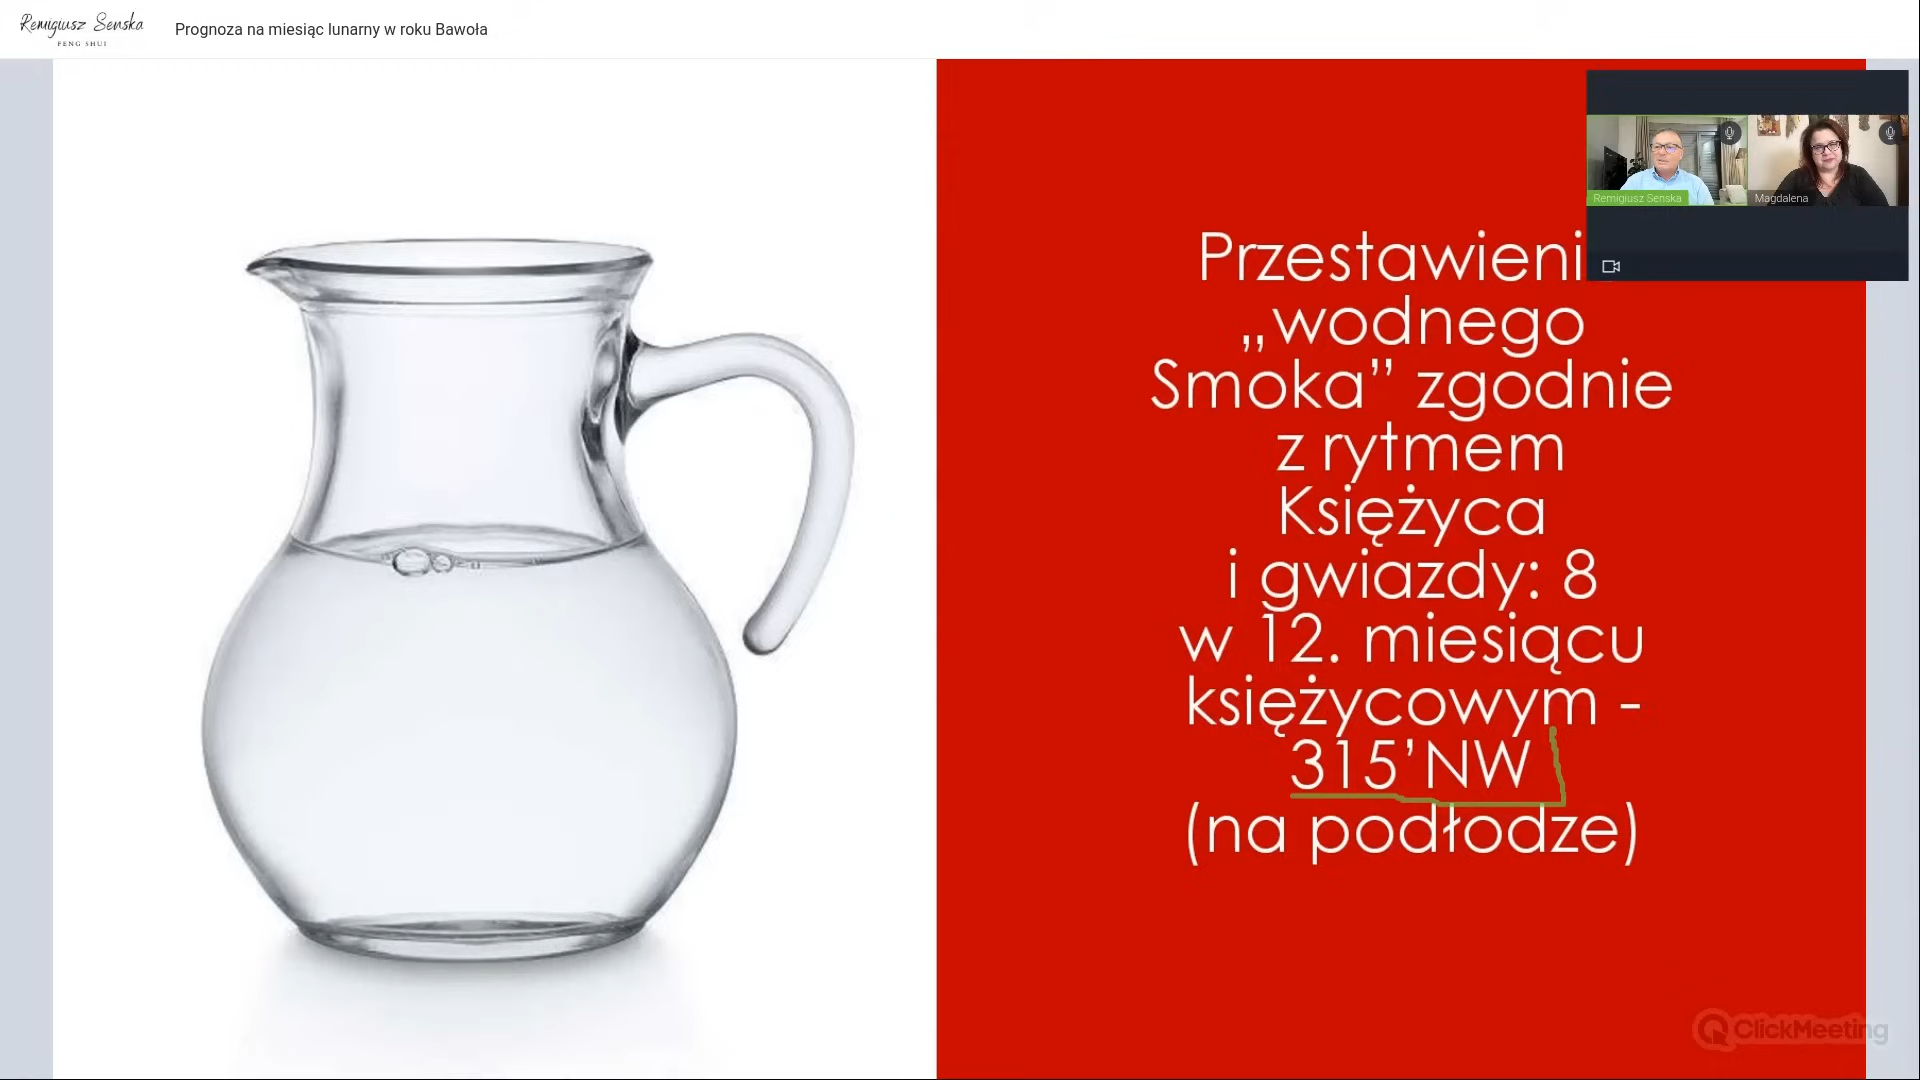 Remigiusz Senska
FENG SHUI
Prognoza na miesiąc lunarny w roku Bawoła
Remigiusz Senska
Magdalena
Przestawieni
„wodnego
Smoka” zgodnie
z rytmem
Księżyca
i gwiazdy: 8
w 12. miesiącu
księżycowym -
315’NW
(na podłodze)
ClickMeeting